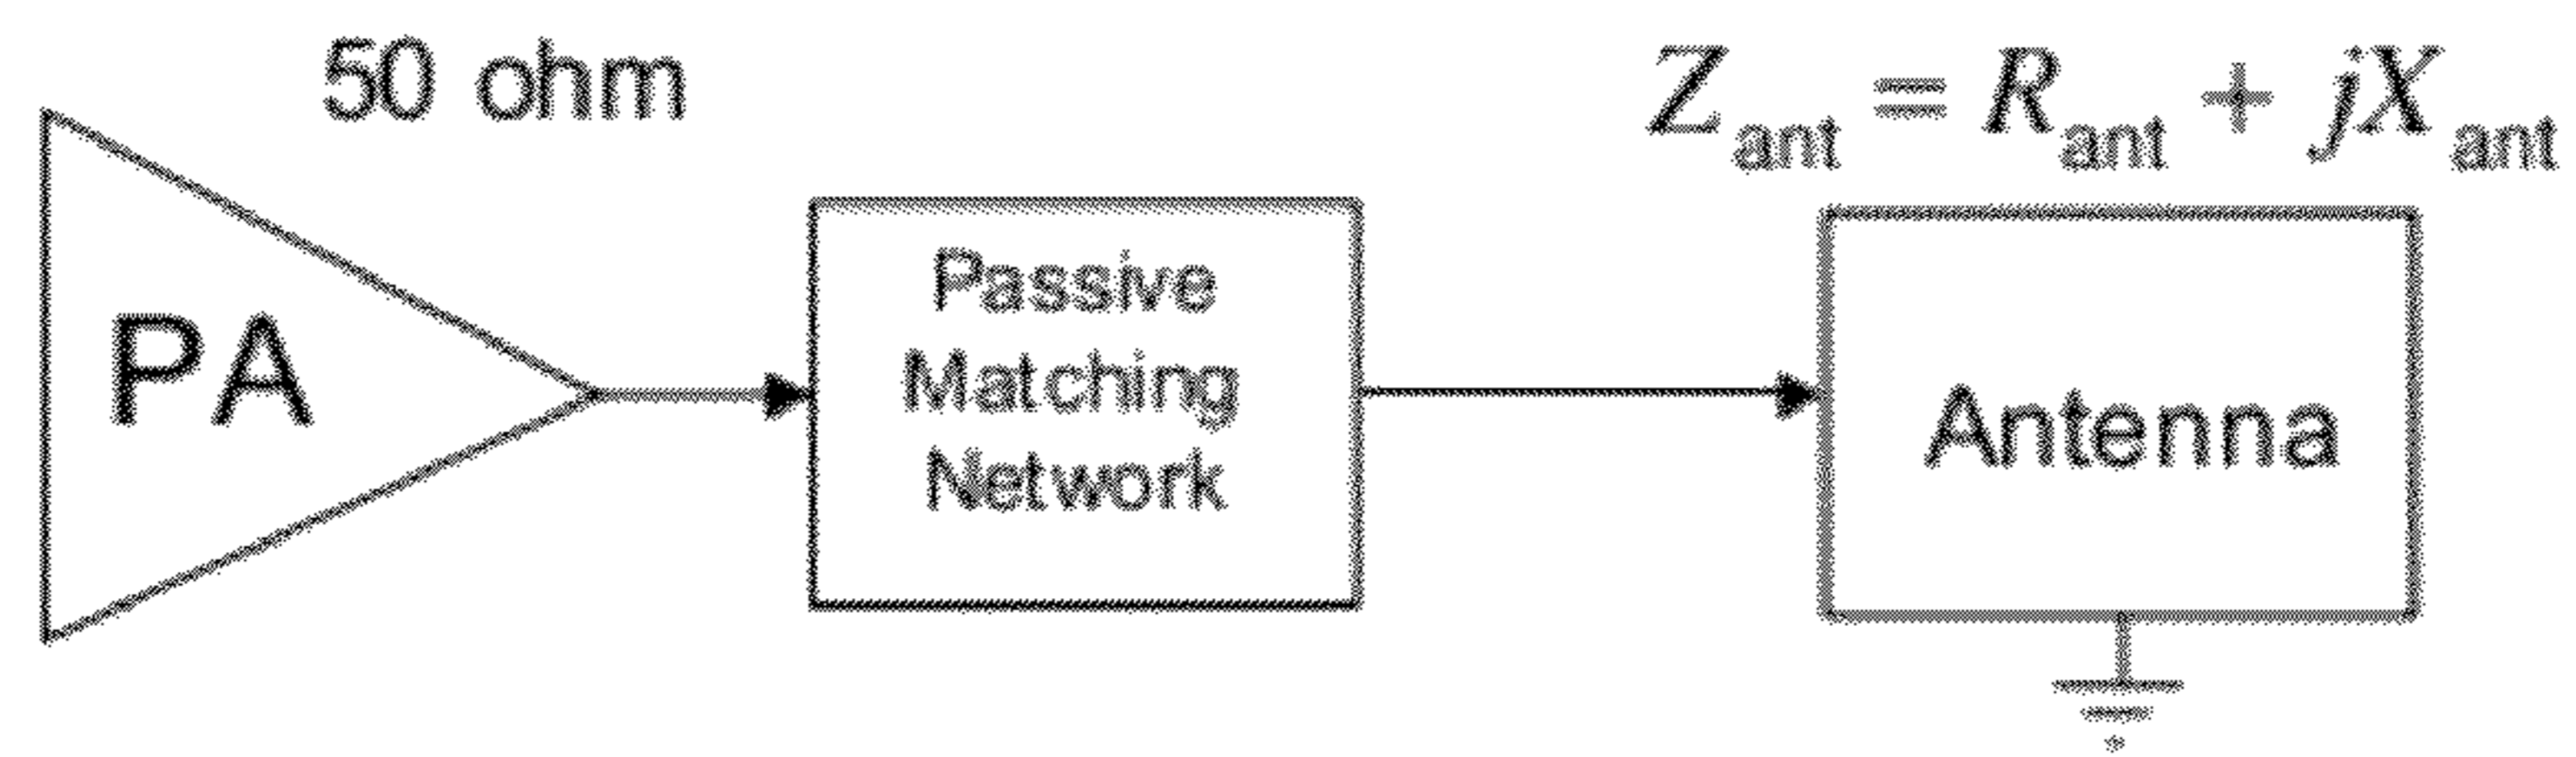 50 ohm
Z_ant = R_ant + jX_ant
PA
Passive
Matching
Network
Antenna